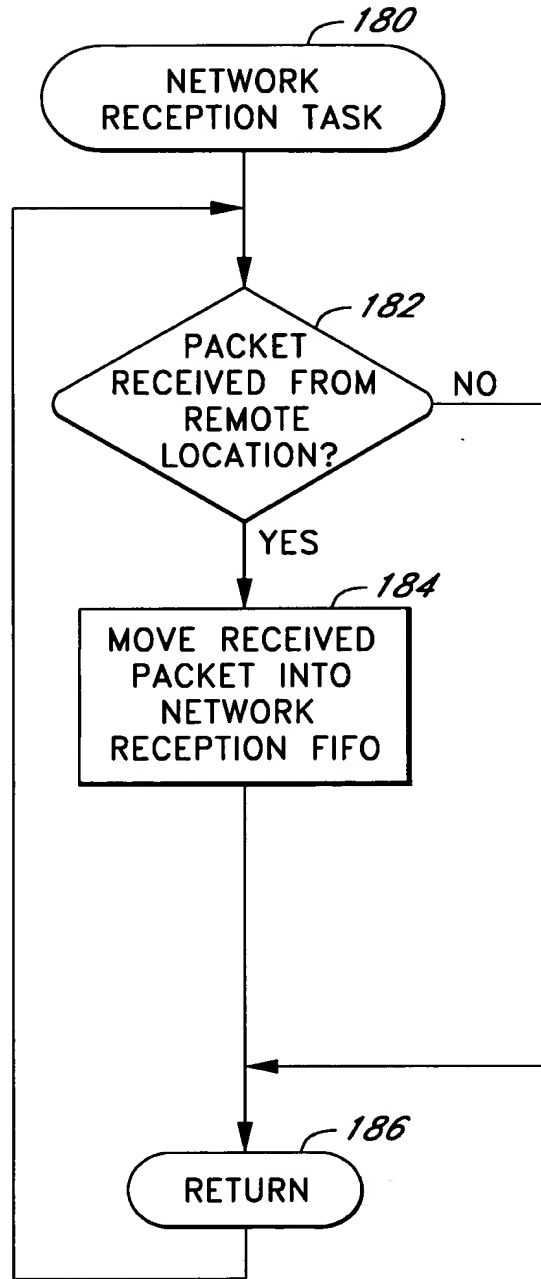 180
NETWORK
RECEPTION TASK
182
PACKET
RECEIVED FROM
REMOTE
LOCATION?
NO
YES
184
MOVE RECEIVED
PACKET INTO
NETWORK
RECEPTION FIFO
186
RETURN